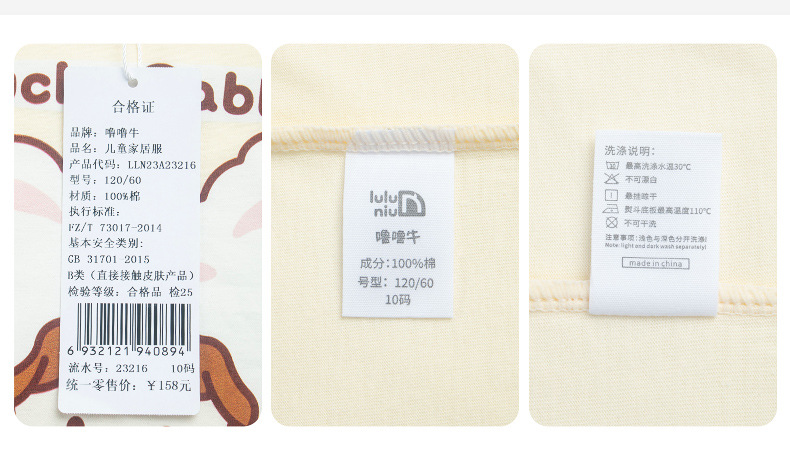 合格证
品牌：噜噜牛
品名：儿童家居服
产品代码：LLN23A23216
型号：120/60
材质：100%棉
执行标准：
FZ/T 73017-2014
基本安全类别：
GB 31701-2015
B类（直接接触皮肤产品）
检验等级：合格品 检25
6 932121 940894
流水号：23216 10码
统一零售价：￥158元
lulu
niu
噜噜牛
成分：100%棉
号型：120/60
10码
洗涤说明：
最高洗涤水温30℃
不可漂白
悬挂晾干
熨斗底板最高温度110℃
不可干洗
注意事项：浅色与深色分开洗涤!
Note: light and dark wash separately!
made in china